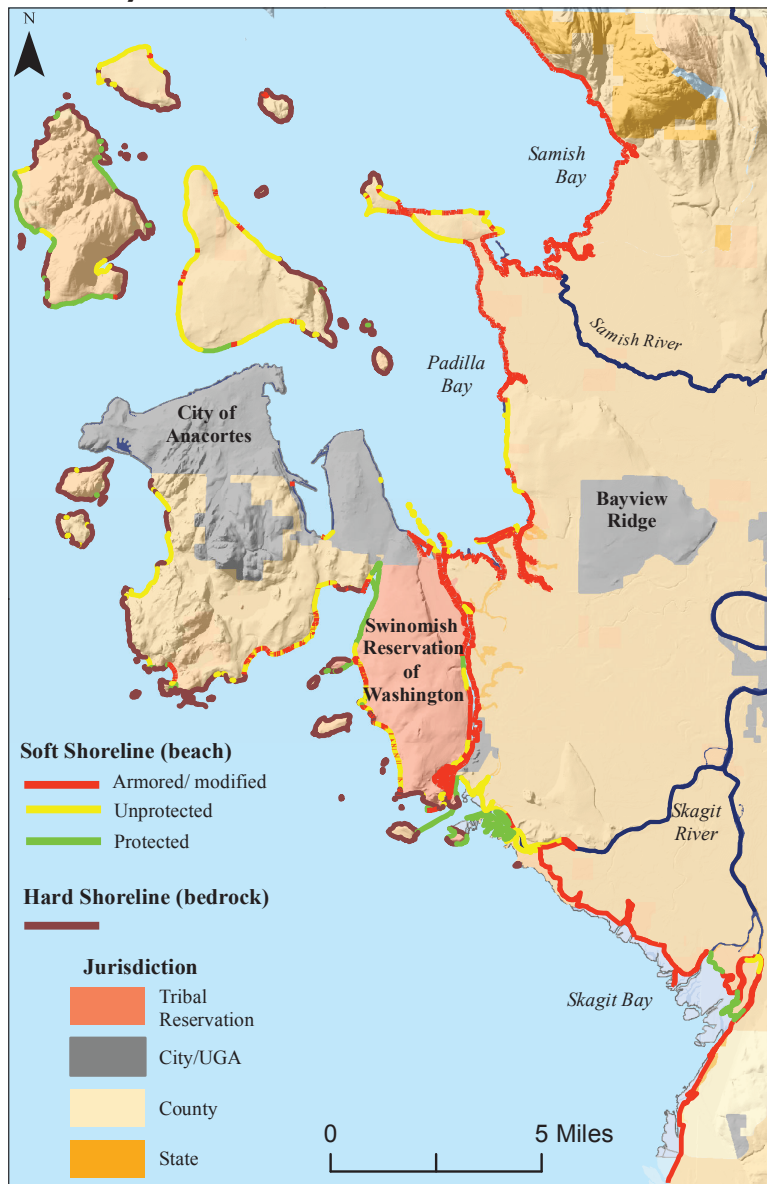 N
Samish
Bay
Samish River
Padilla
Bay
City of
Anacortes
Bayview
Ridge
Swinomish
Reservation
of
Washington
Soft Shoreline (beach)
Armored/ modified
Unprotected
Protected
Skagit
River
Hard Shoreline (bedrock)
Jurisdiction
Tribal
Reservation
Skagit Bay
City/UGA
County
State
0
5 Miles